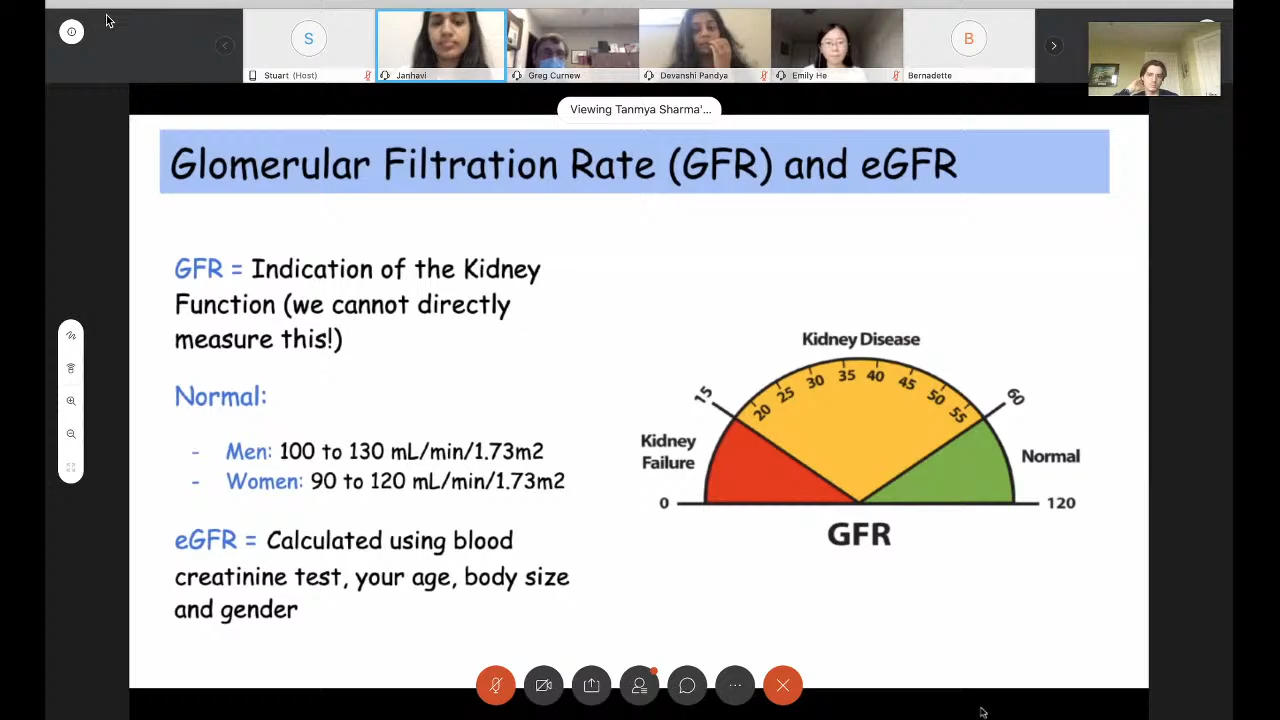 S
B
Stuart (Host)
Janhavi
Greg Curnew
Devanshi Pandya
Emily He
Bernadette
Viewing Tanmya Sharma'...
Glomerular Filtration Rate (GFR) and eGFR
GFR = Indication of the Kidney
Function (we cannot directly
measure this!)
Normal:
- Men: 100 to 130 mL/min/1.73m2
- Women: 90 to 120 mL/min/1.73m2
eGFR = Calculated using blood
creatinine test, your age, body size
and gender
Kidney Disease
15
20
25
30
35
40
45
50
55
60
Kidney
Failure
Normal
0
120
GFR